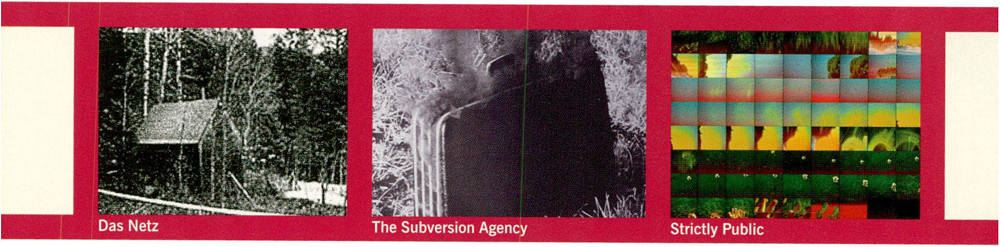 Das Netz
The Subversion Agency
Strictly Public